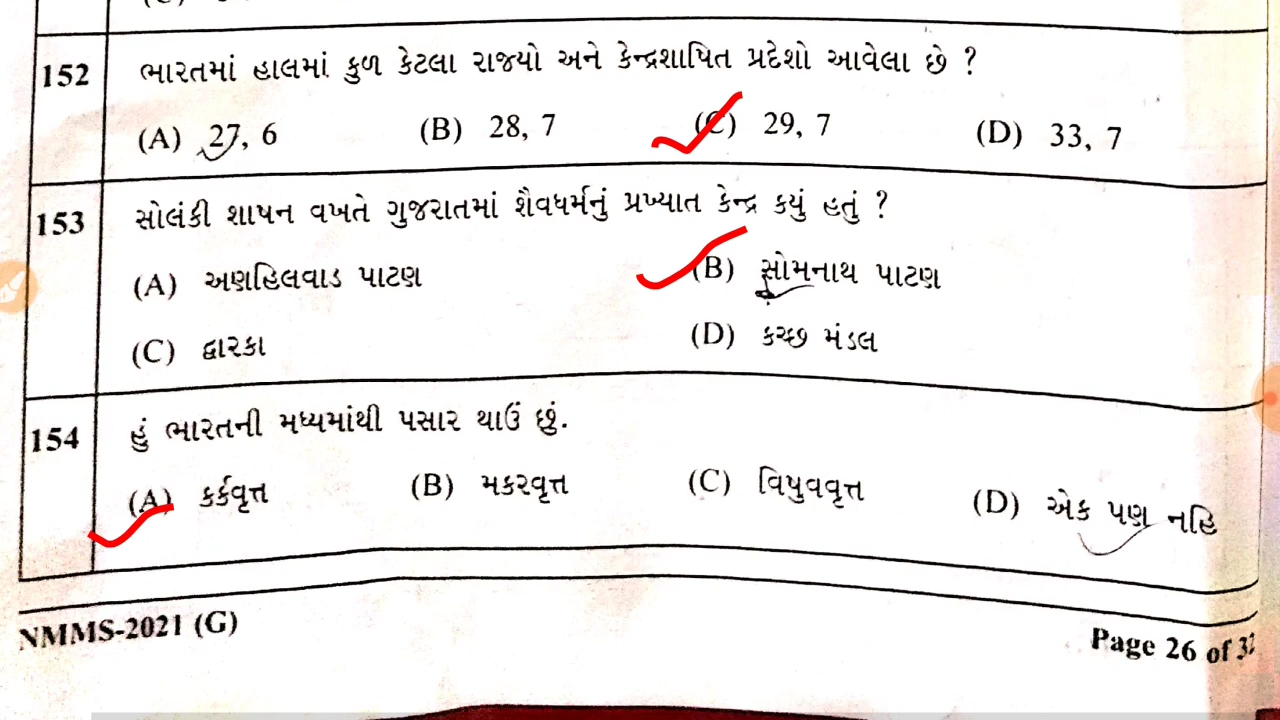 152 ભારતમાં હાલમાં કુળ કેટલા રાજ્યો અને કેન્દ્રશાષિત પ્રદેશો આવેલા છે ?
(A) 27, 6 (B) 28, 7 (C) 29, 7 (D) 33, 7
153 સોલંકી શાષન વખતે ગુજરાતમાં શૈવધર્મનું પ્રખ્યાત કેન્દ્ર કયું હતું ?
(A) અણહિલવાડ પાટણ (B) સોમનાથ પાટણ
(C) દ્વારકા (D) કચ્છ મંડલ
154 હું ભારતની મધ્યમાંથી પસાર થાઉં છું.
(A) કર્કવૃત્ત (B) મકરવૃત્ત (C) વિષુવવૃત્ત (D) એક પણ નહિ
NMMS-2021 (G)
Page 26 of 32